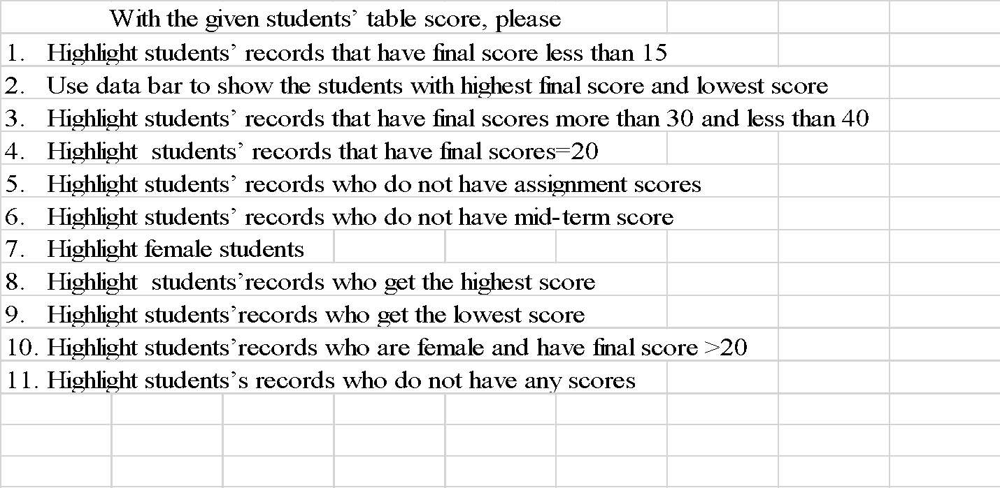 With the given students’ table score, please
1. Highlight students’ records that have final score less than 15
2. Use data bar to show the students with highest final score and lowest score
3. Highlight students’ records that have final scores more than 30 and less than 40
4. Highlight  students’ records that have final scores=20
5. Highlight students’ records who do not have assignment scores
6. Highlight students’ records who do not have mid-term score
7. Highlight female students
8. Highlight  students’records who get the highest score
9. Highlight students’records who get the lowest score
10. Highlight students’records who are female and have final score >20
11. Highlight students’s records who do not have any scores